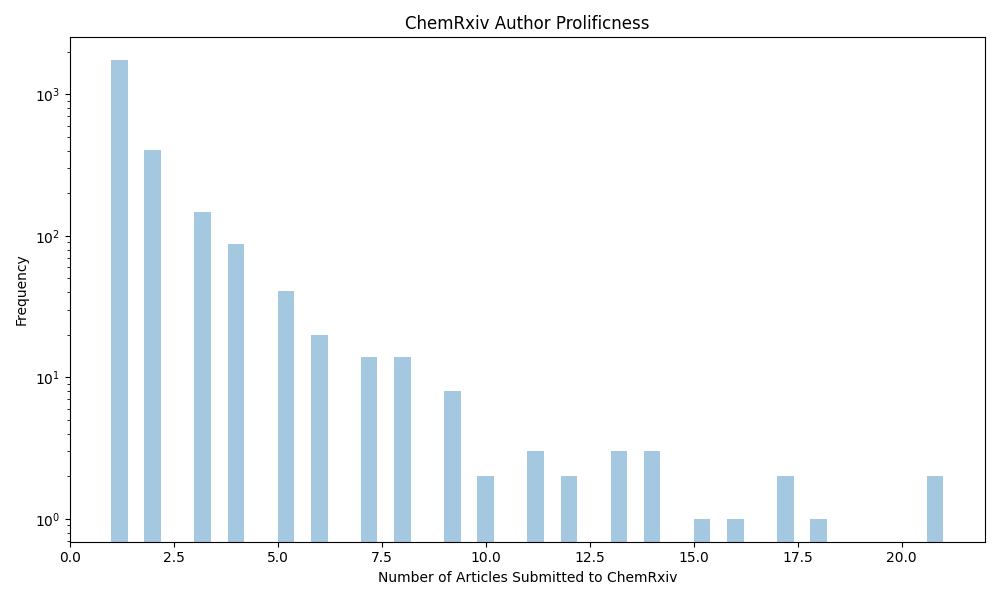 ChemRxiv Author Prolificness
10³
10²
10¹
10⁰
Frequency
0.0 2.5 5.0 7.5 10.0 12.5 15.0 17.5 20.0
Number of Articles Submitted to ChemRxiv